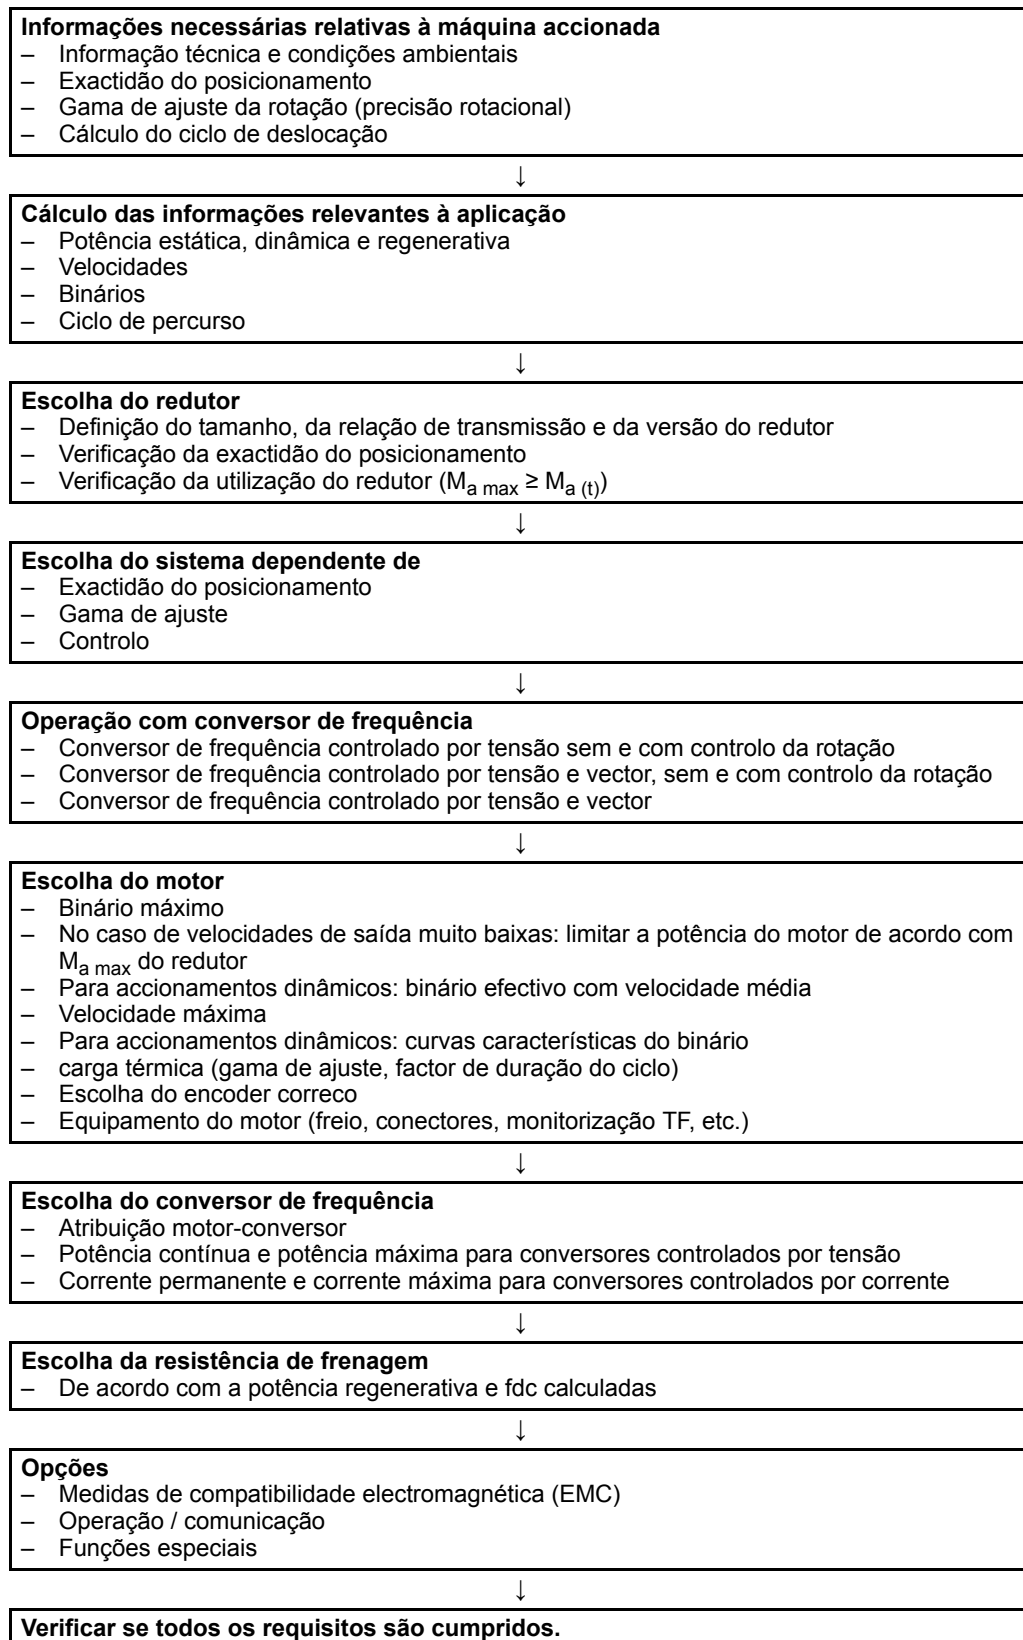 Informações necessárias relativas à máquina accionada
– Informação técnica e condições ambientais
– Exactidão do posicionamento
– Gama de ajuste da rotação (precisão rotacional)
– Cálculo do ciclo de deslocação
↓
Cálculo das informações relevantes à aplicação
– Potência estática, dinâmica e regenerativa
– Velocidades
– Binários
– Ciclo de percurso
↓
Escolha do redutor
– Definição do tamanho, da relação de transmissão e da versão do redutor
– Verificação da exactidão do posicionamento
– Verificação da utilização do redutor (Ma max ≥ Ma (t))
↓
Escolha do sistema dependente de
– Exactidão do posicionamento
– Gama de ajuste
– Controlo
↓
Operação com conversor de frequência
– Conversor de frequência controlado por tensão sem e com controlo da rotação
– Conversor de frequência controlado por tensão e vector, sem e com controlo da rotação
– Conversor de frequência controlado por tensão e vector
↓
Escolha do motor
– Binário máximo
– No caso de velocidades de saída muito baixas: limitar a potência do motor de acordo com
Ma max do redutor
– Para accionamentos dinâmicos: binário efectivo com velocidade média
– Velocidade máxima
– Para accionamentos dinâmicos: curvas características do binário
– carga térmica (gama de ajuste, factor de duração do ciclo)
– Escolha do encoder correco
– Equipamento do motor (freio, conectores, monitorização TF, etc.)
↓
Escolha do conversor de frequência
– Atribuição motor-conversor
– Potência contínua e potência máxima para conversores controlados por tensão
– Corrente permanente e corrente máxima para conversores controlados por corrente
↓
Escolha da resistência de frenagem
– De acordo com a potência regenerativa e fdc calculadas
↓
Opções
– Medidas de compatibilidade electromagnética (EMC)
– Operação / comunicação
– Funções especiais
↓
Verificar se todos os requisitos são cumpridos.